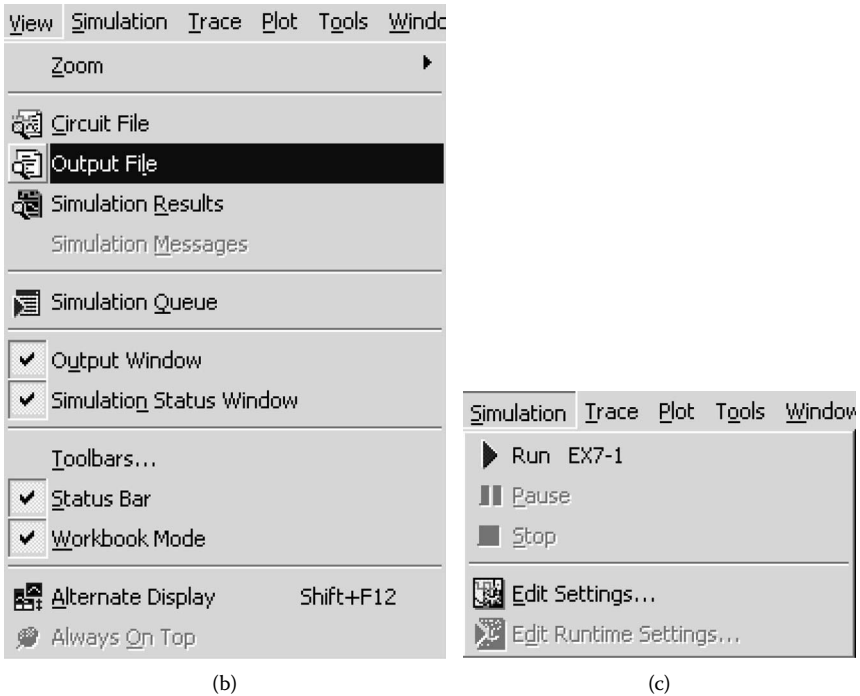 View Simulation Trace Plot Tools Windo
Zoom
Circuit File
Output File
Simulation Results
Simulation Messages
Simulation Queue
Output Window
Simulation Status Window
Toolbars...
Status Bar
Workbook Mode
Alternate Display Shift+F12
Always On Top
(b)
Simulation Trace Plot Tools Window
Run EX7-1
Pause
Stop
Edit Settings...
Edit Runtime Settings...
(c)